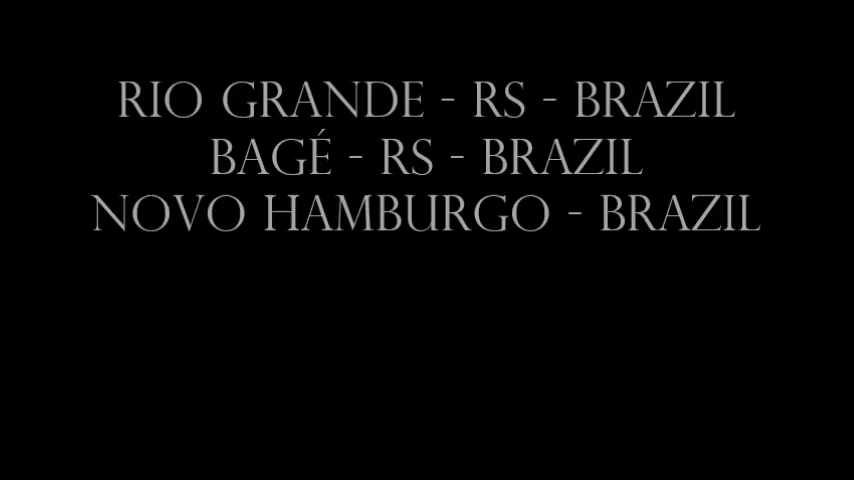 RIO GRANDE - RS - BRAZIL
BAGÉ - RS - BRAZIL
NOVO HAMBURGO - BRAZIL